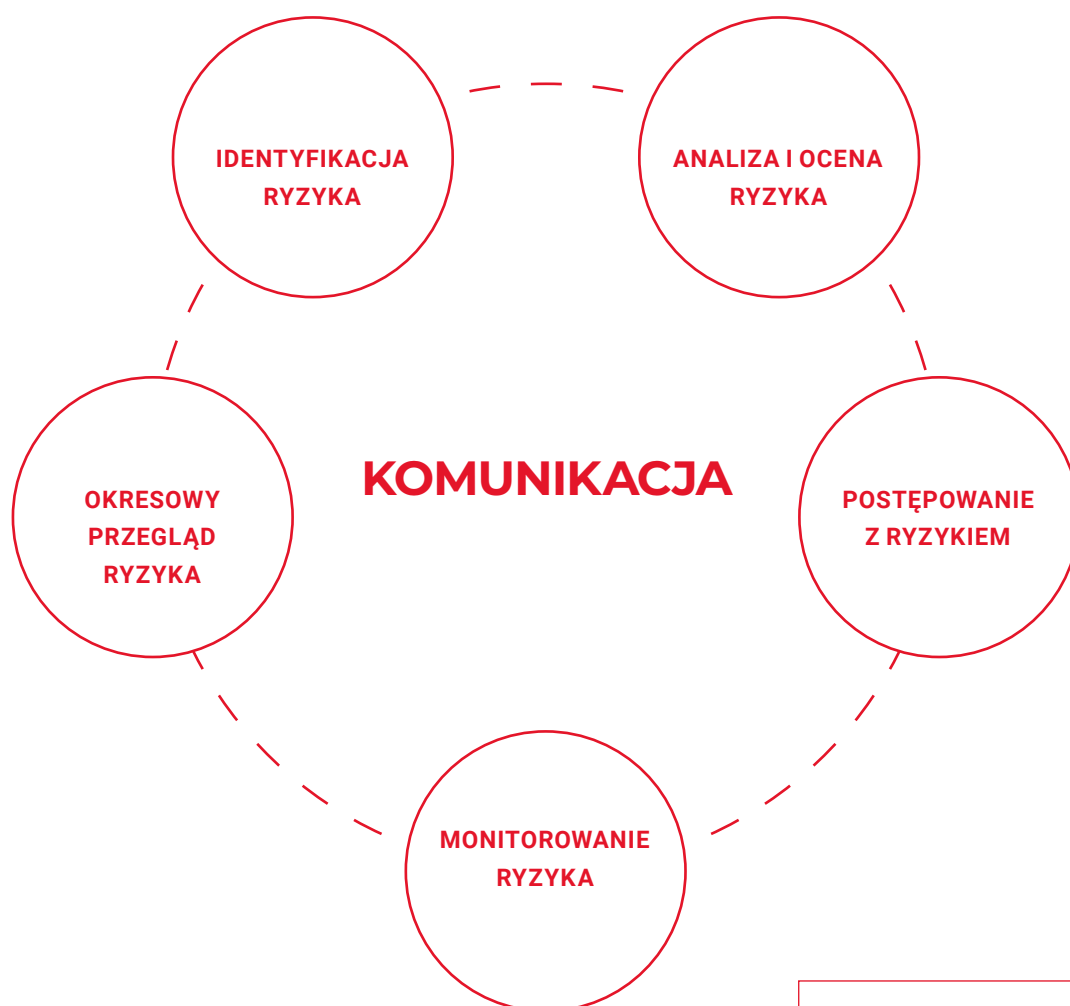 IDENTYFIKACJA
RYZYKA
ANALIZA I OCENA
RYZYKA
KOMUNIKACJA
OKRESOWY
PRZEGLĄD
RYZYKA
POSTĘPOWANIE
Z RYZYKIEM
MONITOROWANIE
RYZYKA